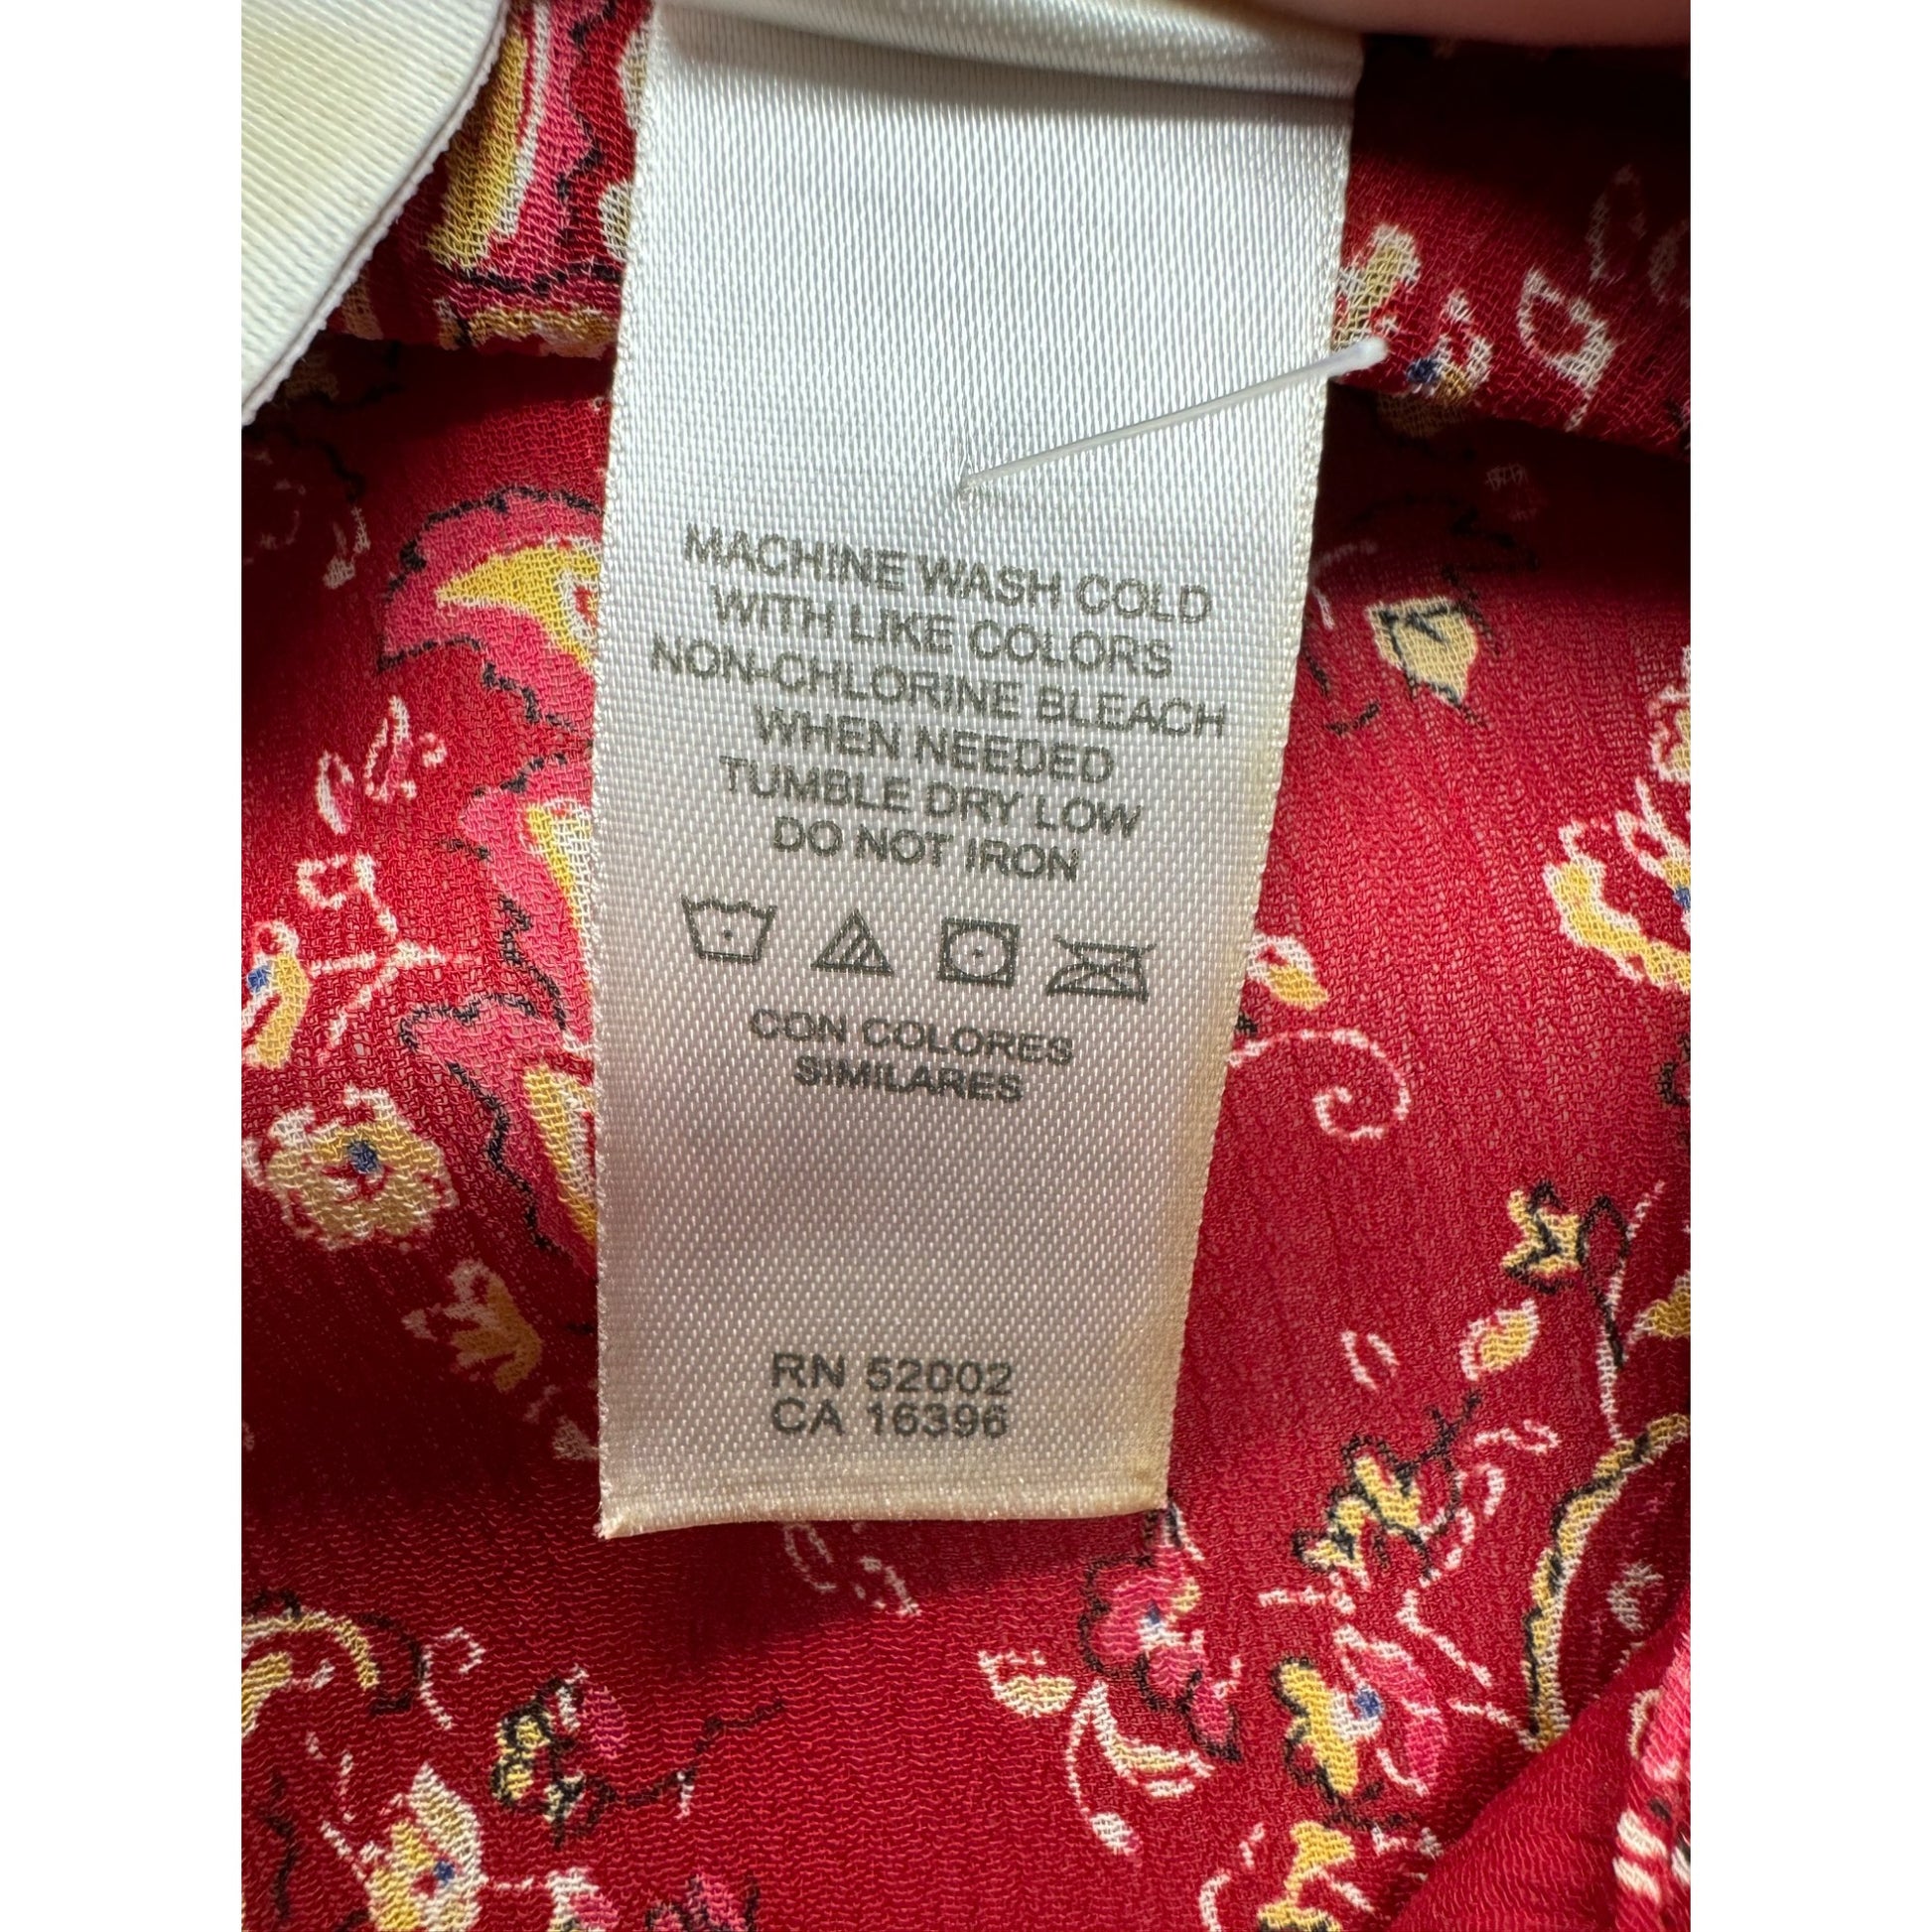 MACHINE WASH COLD
WITH LIKE COLORS
NON-CHLORINE BLEACH
WHEN NEEDED
TUMBLE DRY LOW
DO NOT IRON
CON COLORES
SIMILARES
RN 52002
CA 16396